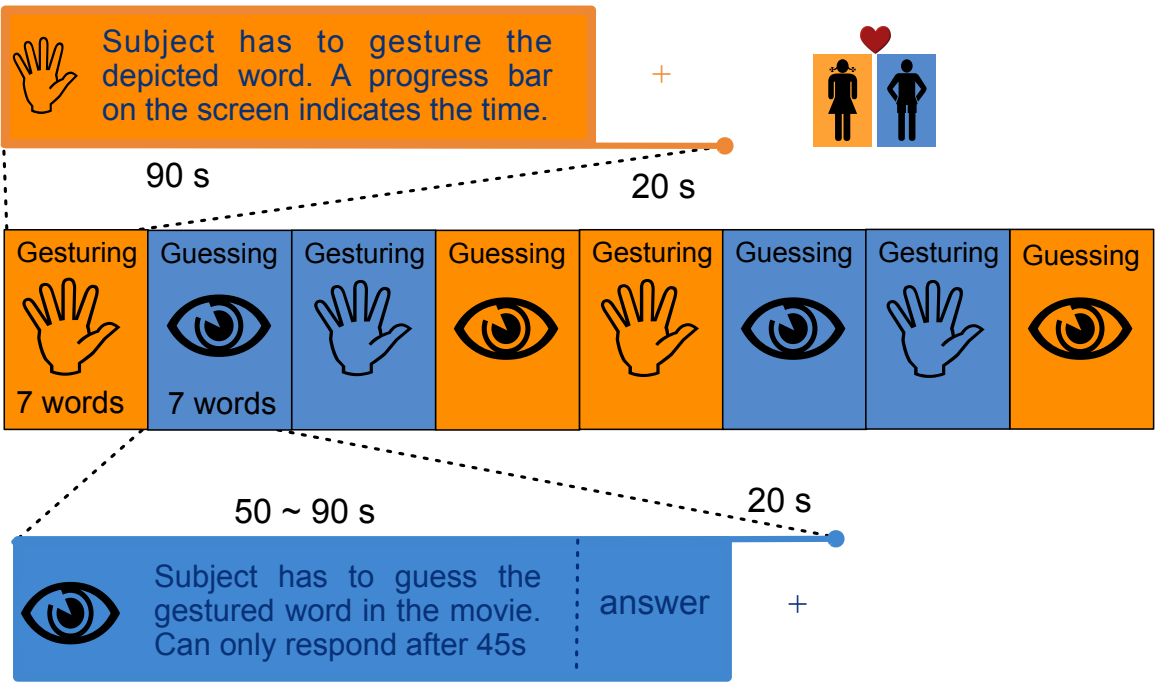 Subject has to gesture the
depicted word. A progress bar
on the screen indicates the time.
+
90 s
20 s
Gesturing Guessing Gesturing Guessing Gesturing Guessing Gesturing Guessing
7 words 7 words
50 ~ 90 s
20 s
Subject has to guess the
gestured word in the movie.
Can only respond after 45s
answer
+